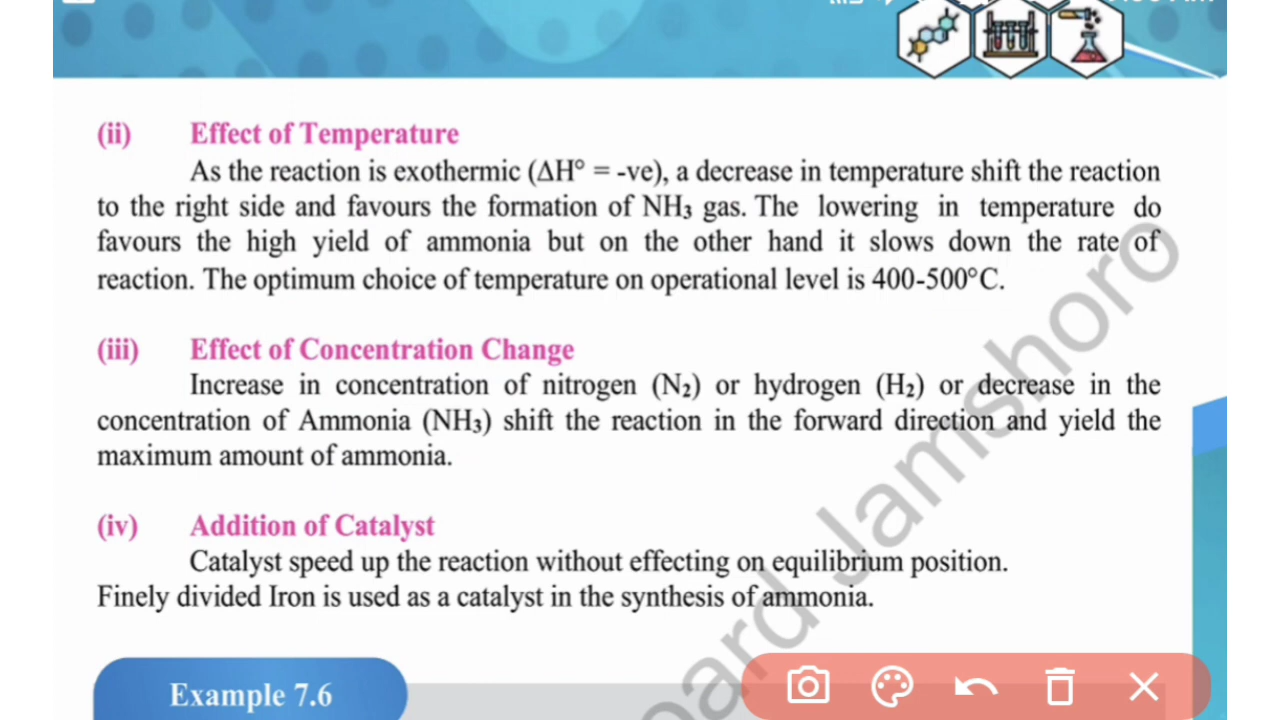 (ii) Effect of Temperature
As the reaction is exothermic (ΔH° = -ve), a decrease in temperature shift the reaction
to the right side and favours the formation of NH₃ gas. The lowering in temperature do
favours the high yield of ammonia but on the other hand it slows down the rate of
reaction. The optimum choice of temperature on operational level is 400-500°C.
(iii) Effect of Concentration Change
Increase in concentration of nitrogen (N₂) or hydrogen (H₂) or decrease in the
concentration of Ammonia (NH₃) shift the reaction in the forward direction and yield the
maximum amount of ammonia.
(iv) Addition of Catalyst
Catalyst speed up the reaction without effecting on equilibrium position.
Finely divided Iron is used as a catalyst in the synthesis of ammonia.
Example 7.6
Jamshoro